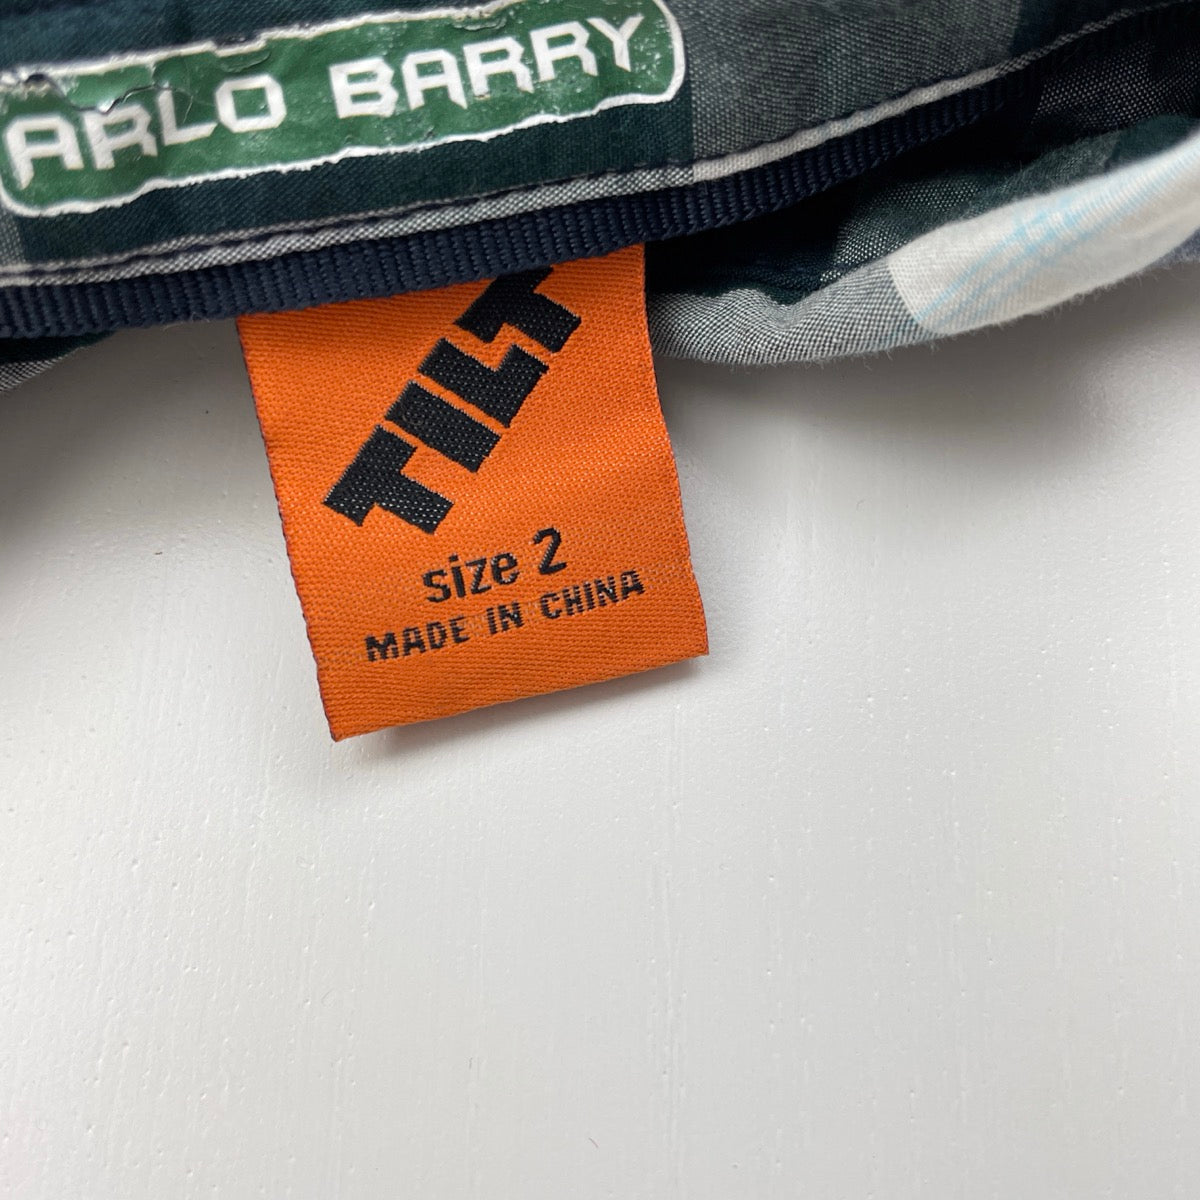 ARLO BARRY
TILT
size 2
MADE IN CHINA